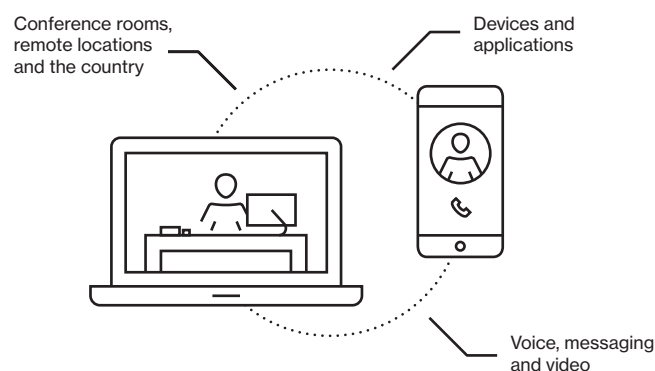 Conference rooms,
remote locations
and the country
Devices and
applications
Voice, messaging
and video